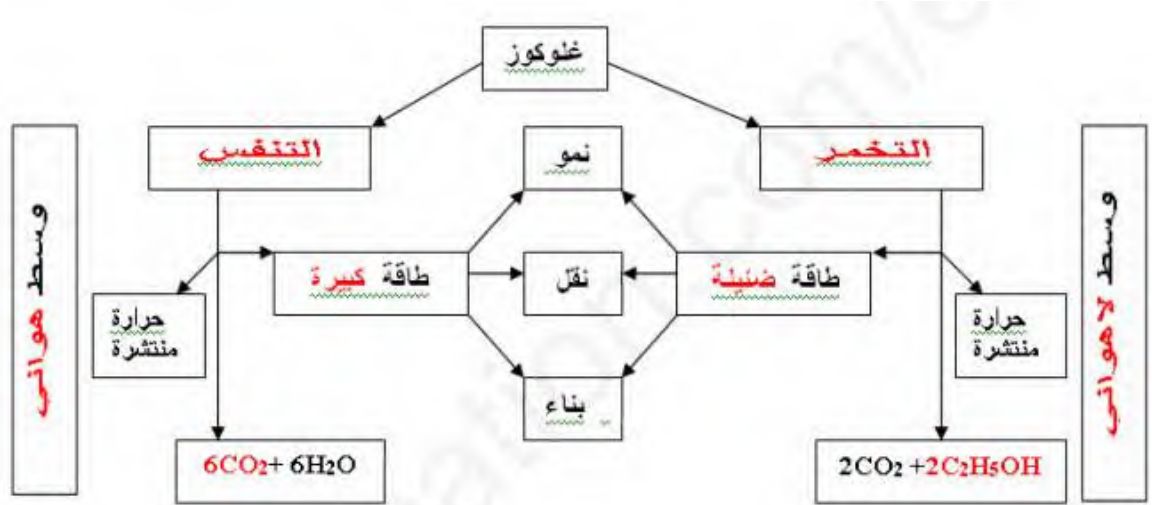 غلوكوز
التنفس
نمو
التخمر
وسط هوائي
وسط لاهوائي
طاقة كبيرة
نقل
طاقة ضئيلة
حرارة
منتشرة
حرارة
منتشرة
بناء
6CO2+ 6H2O
2CO2 +2C2H5OH